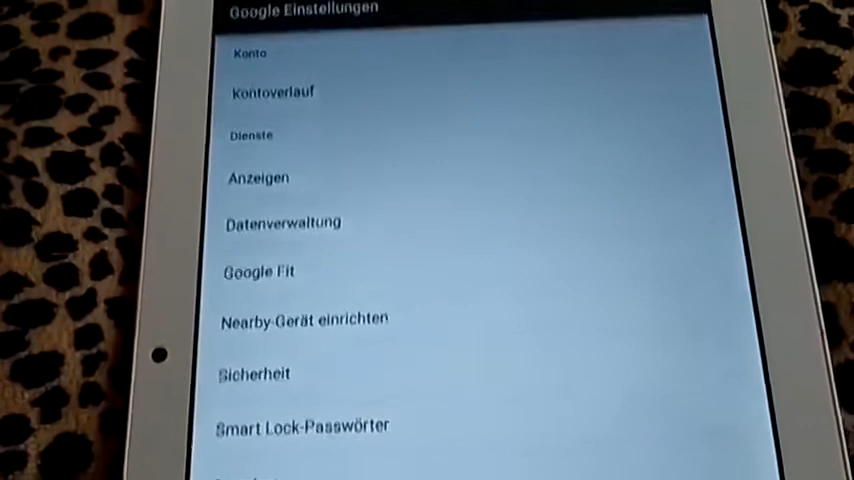 Google Einstellungen
Konto
Kontoverlauf
Dienste
Anzeigen
Datenverwaltung
Google Fit
Nearby-Gerät einrichten
Sicherheit
Smart Lock-Passwörter